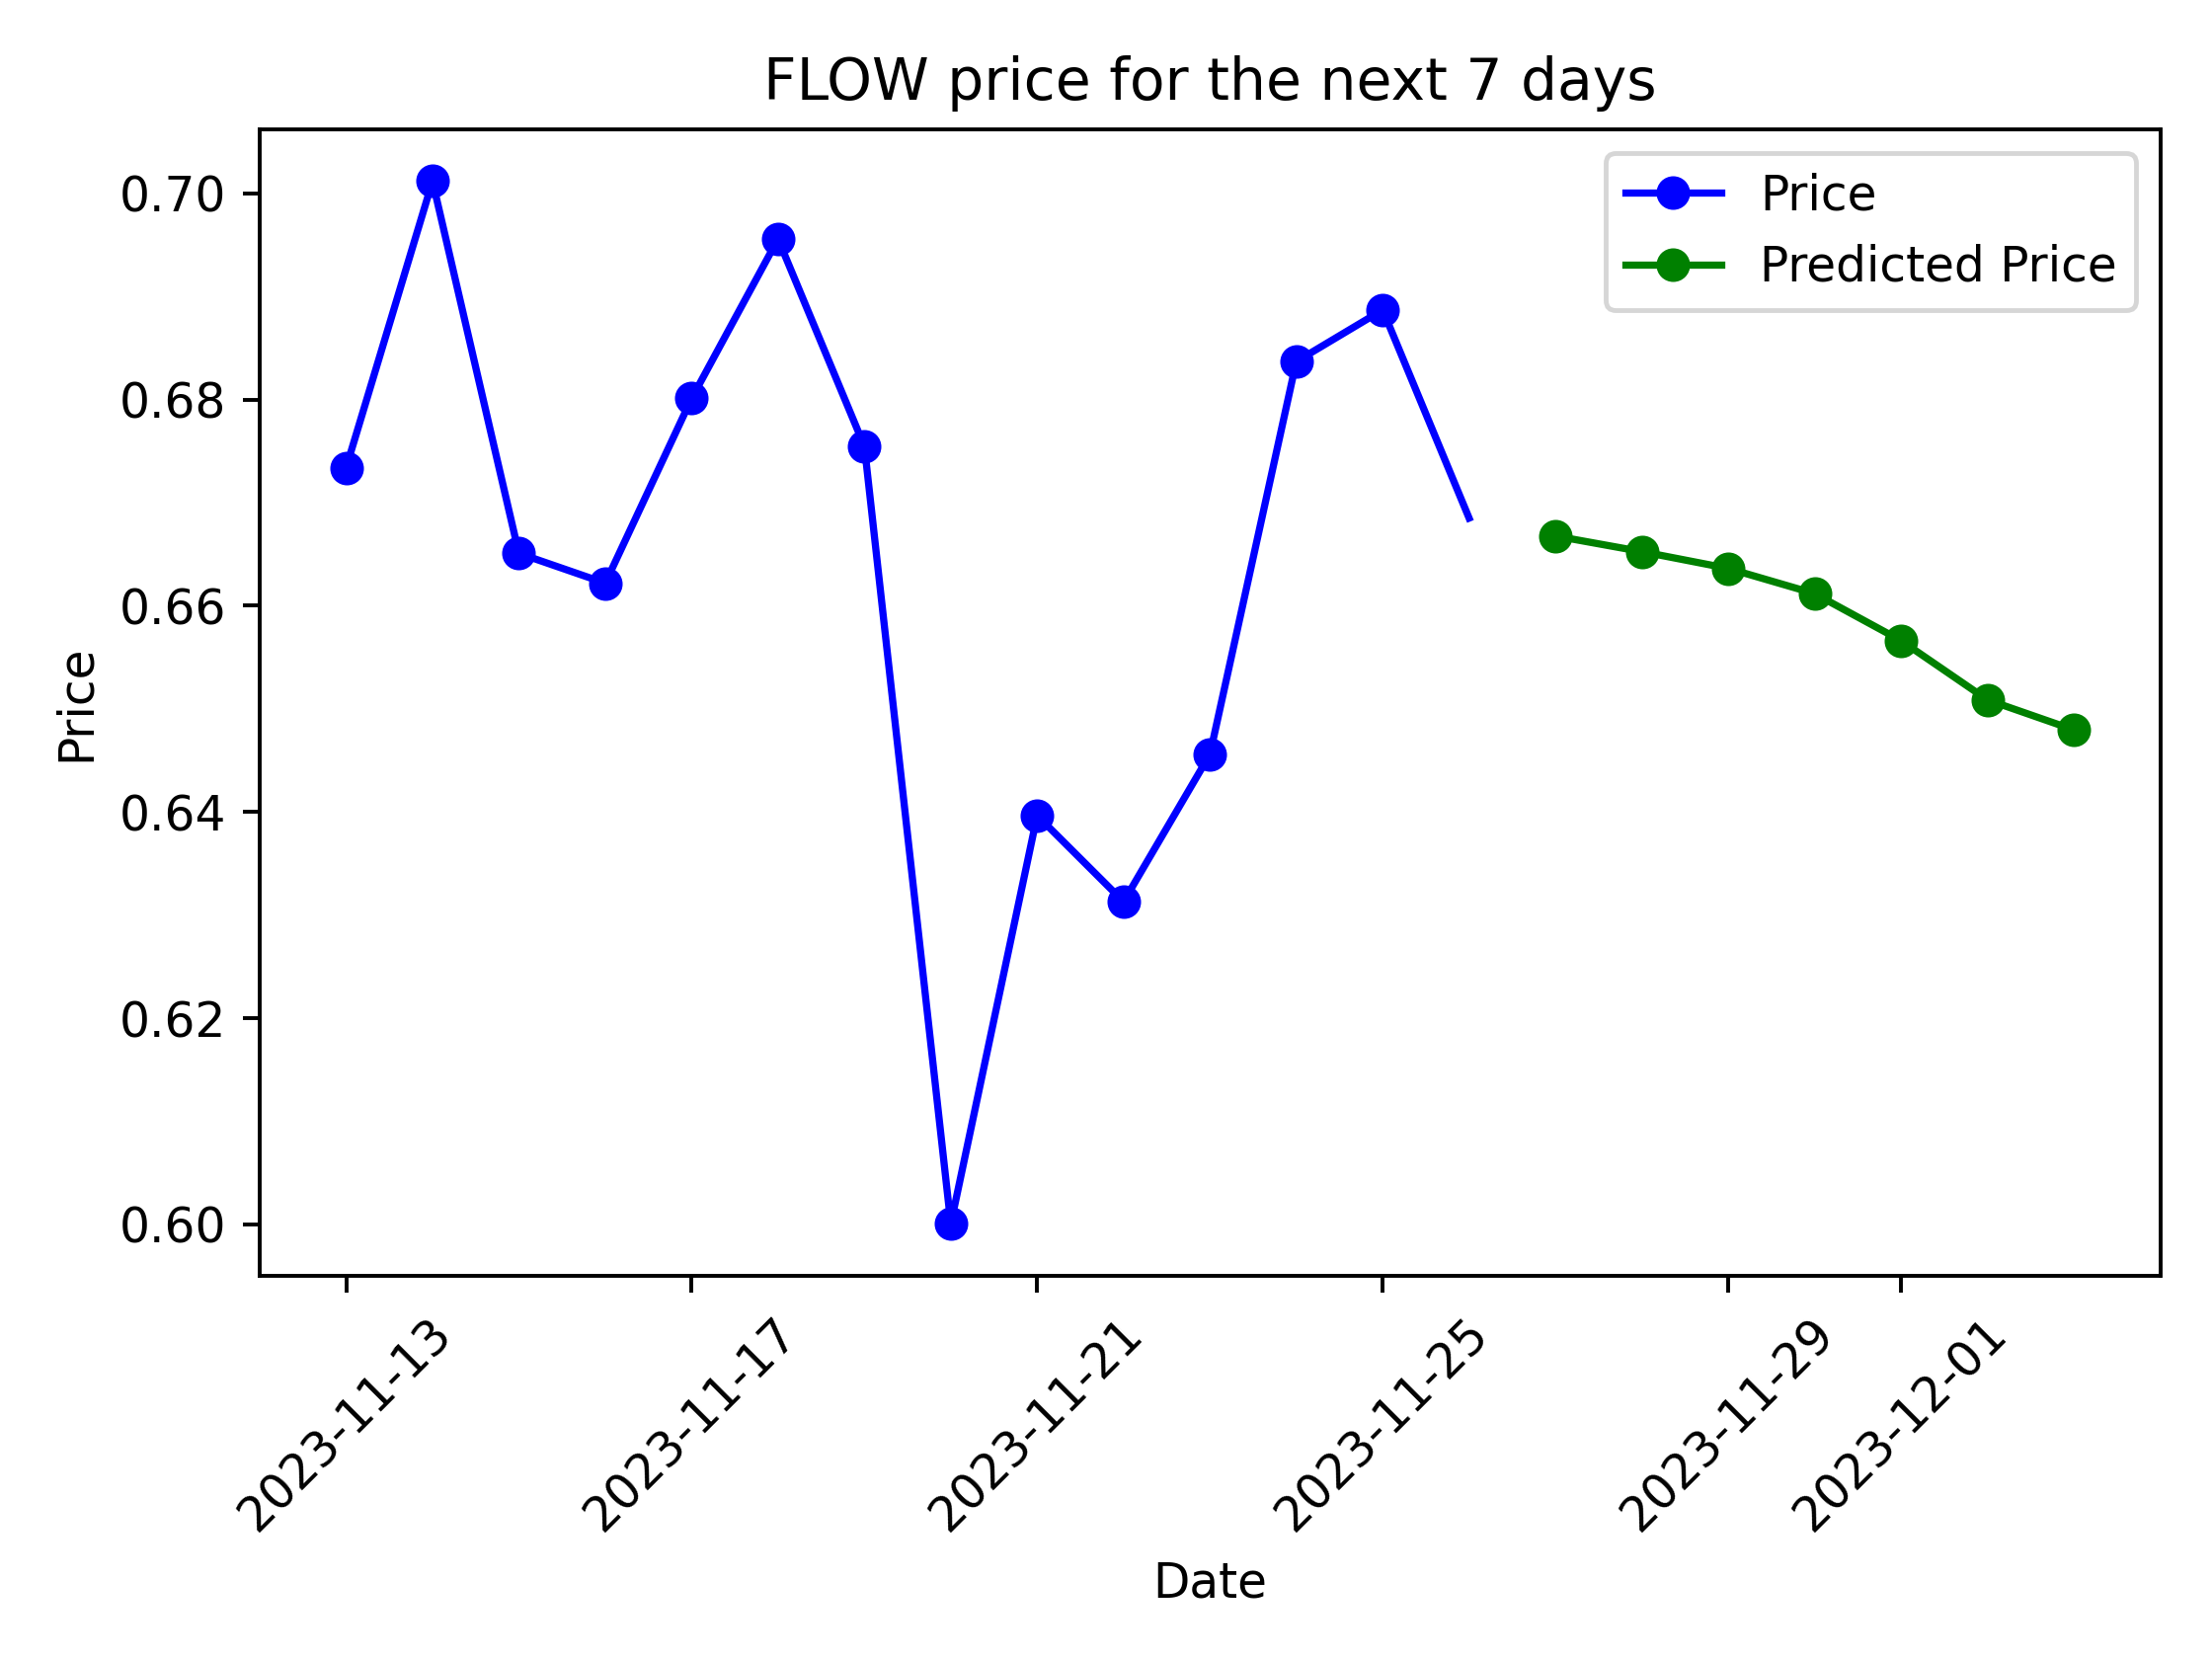 FLOW price for the next 7 days
Price
Predicted Price
0.70
0.68
0.66
0.64
0.62
0.60
Price
2023-11-13
2023-11-17
2023-11-21
2023-11-25
2023-11-29
2023-12-01
Date